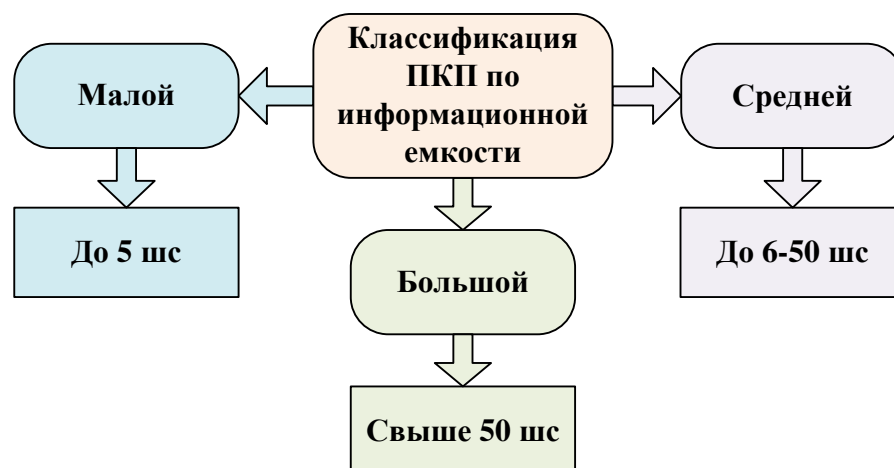 Классификация
ПКП по
информационной
емкости
Малой
Средней
До 5 шс
Большой
До 6-50 шс
Свыше 50 шс